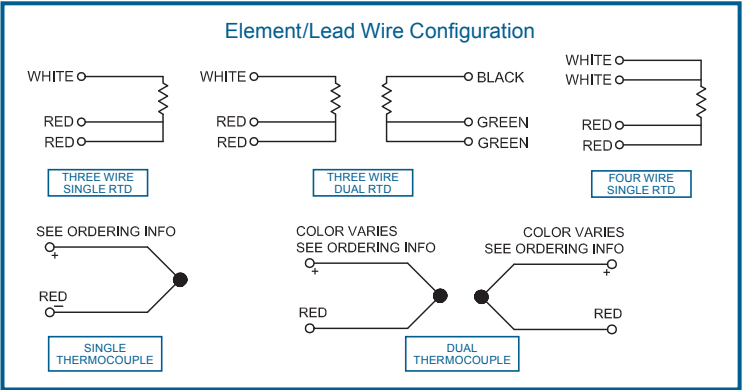 Element/Lead Wire Configuration
WHITE
RED
RED
THREE WIRE
SINGLE RTD
WHITE
RED
RED
BLACK
GREEN
GREEN
THREE WIRE
DUAL RTD
WHITE
WHITE
RED
RED
FOUR WIRE
SINGLE RTD
SEE ORDERING INFO
+
RED
–
SINGLE
THERMOCOUPLE
COLOR VARIES
SEE ORDERING INFO
+
RED
COLOR VARIES
SEE ORDERING INFO
+
RED
DUAL
THERMOCOUPLE